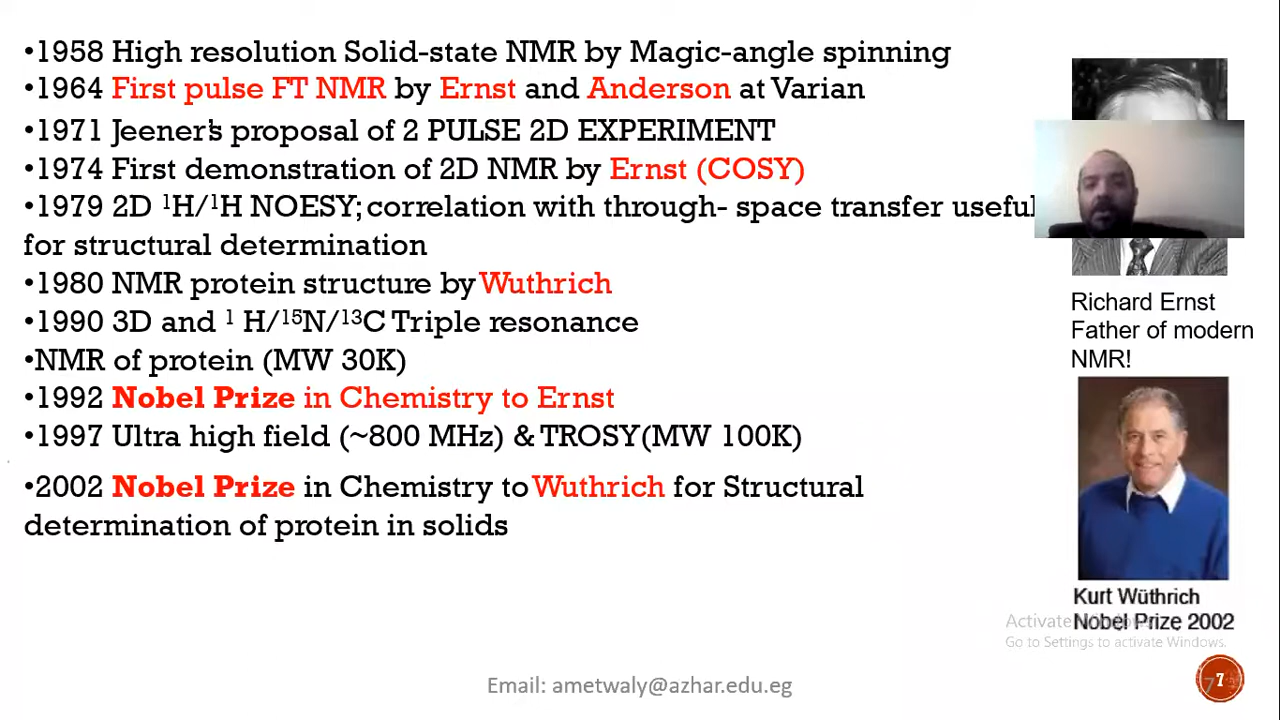 •1958 High resolution Solid-state NMR by Magic-angle spinning
•1964 First pulse FT NMR by Ernst and Anderson at Varian
•1971 Jeener's proposal of 2 PULSE 2D EXPERIMENT
•1974 First demonstration of 2D NMR by Ernst (COSY)
•1979 2D ¹H/¹H NOESY; correlation with through- space transfer useful
for structural determination
•1980 NMR protein structure by Wuthrich
•1990 3D and ¹ H/¹⁵N/¹³C Triple resonance
•NMR of protein (MW 30K)
•1992 Nobel Prize in Chemistry to Ernst
•1997 Ultra high field (~800 MHz) & TROSY(MW 100K)
•2002 Nobel Prize in Chemistry to Wuthrich for Structural
determination of protein in solids
Richard Ernst
Father of modern
NMR!
Kurt Wüthrich
Nobel Prize 2002
Activate Windows
Go to Settings to activate Windows.
Email: ametwaly@azhar.edu.eg
7